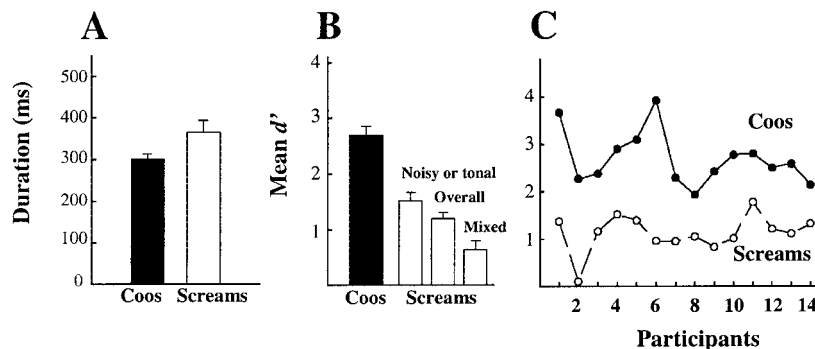 A
Duration (ms)
500
400
300
300
200
100
0
Coos Screams
B
Mean d'
4
3
2
1
Noisy or tonal
Overall
Mixed
Coos Screams
C
4
3
2
1
Coos
Screams
2 4 6 8 10 12 14
Participants